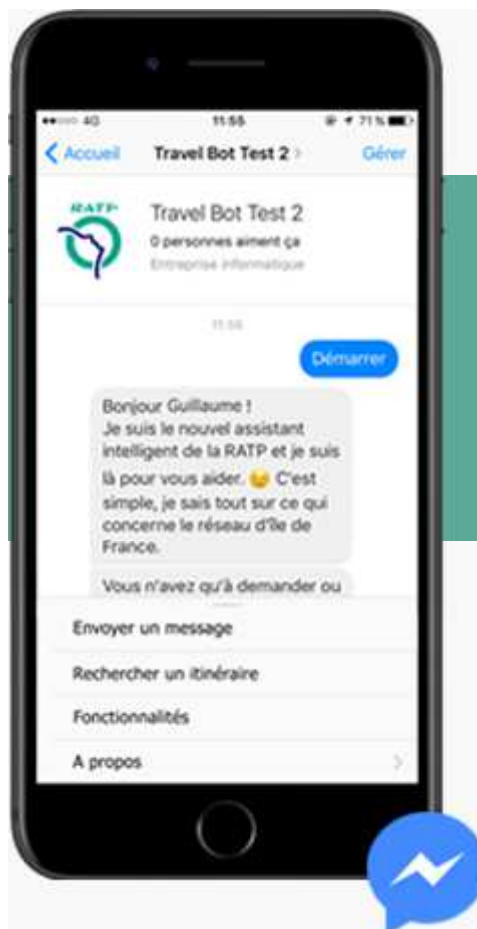 4G 11:55 71 %
Accueil Travel Bot Test 2 Gérer
RATP
Travel Bot Test 2
0 personnes aiment ça
Entreprise informatique
11:55
Démarrer
Bonjour Guillaume !
Je suis le nouvel assistant
intelligent de la RATP et je suis
là pour vous aider. 😉 C'est
simple, je sais tout sur ce qui
concerne le réseau d'île de
France.
Vous n'avez qu'à demander ou
Envoyer un message
Rechercher un itinéraire
Fonctionnalités
A propos